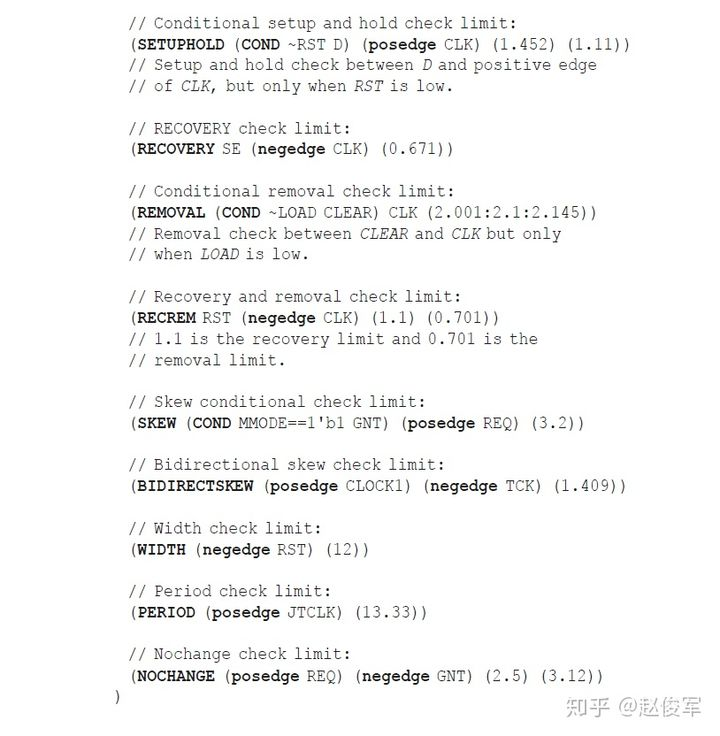 // Conditional setup and hold check limit:
(SETUPHOLD (COND ~RST D) (posedge CLK) (1.452) (1.11))
// Setup and hold check between D and positive edge
// of CLK, but only when RST is low.
// RECOVERY check limit:
(RECOVERY SE (negedge CLK) (0.671))
// Conditional removal check limit:
(REMOVAL (COND ~LOAD CLEAR) CLK (2.001:2.1:2.145))
// Removal check between CLEAR and CLK but only
// when LOAD is low.
// Recovery and removal check limit:
(RECREM RST (negedge CLK) (1.1) (0.701))
// 1.1 is the recovery limit and 0.701 is the
// removal limit.
// Skew conditional check limit:
(SKEW (COND MMODE==1'b1 GNT) (posedge REQ) (3.2))
// Bidirectional skew check limit:
(BIDIRECTSKEW (posedge CLOCK1) (negedge TCK) (1.409))
// Width check limit:
(WIDTH (negedge RST) (12))
// Period check limit:
(PERIOD (posedge JTCLK) (13.33))
// Nochange check limit:
(NOCHANGE (posedge REQ) (negedge GNT) (2.5) (3.12))
)
知乎 @赵俊军